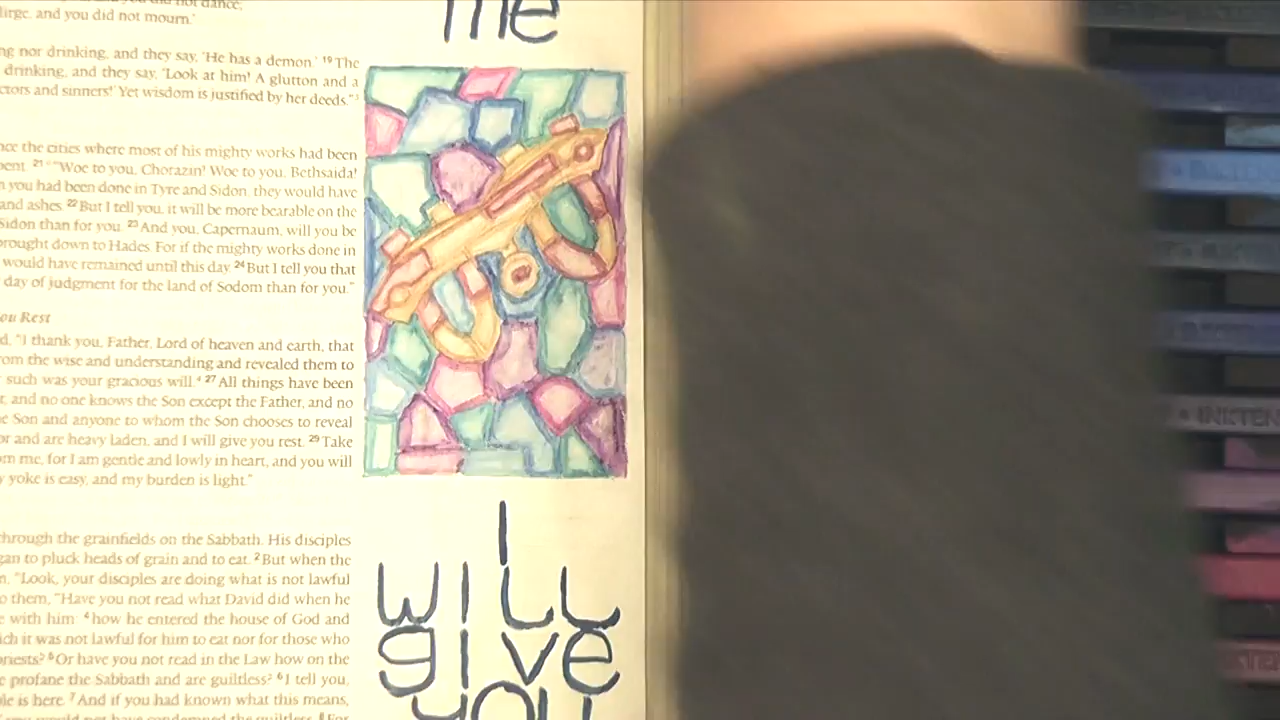 dirge, and you did not mourn.'
nor drinking, and they say, 'He has a demon.' 19 The
drinking, and they say, 'Look at him! A glutton and a
and sinners!' Yet wisdom is justified by her deeds."
the cities where most of his mighty works had been
21 "Woe to you, Chorazin! Woe to you, Bethsaida!
you had been done in Tyre and Sidon, they would have
and ashes. 22 But I tell you, it will be more bearable on the
Sidon than for you. 23 And you, Capernaum, will you be
brought down to Hades. For if the mighty works done in
would have remained until this day. 24 But I tell you that
day of judgment for the land of Sodom than for you."
You Rest
"I thank you, Father, Lord of heaven and earth, that
from the wise and understanding and revealed them to
such was your gracious will. 27 All things have been
and no one knows the Son except the Father, and no
the Son and anyone to whom the Son chooses to reveal
and are heavy laden, and I will give you rest. 29 Take
from me, for I am gentle and lowly in heart, and you will
yoke is easy, and my burden is light."
through the grainfields on the Sabbath. His disciples
to pluck heads of grain and to eat. 2 But when the
"Look, your disciples are doing what is not lawful
to them, "Have you not read what David did when he
with him: 4 how he entered the house of God and
it was not lawful for him to eat nor for those who
priests? 5 Or have you not read in the Law how on the
profane the Sabbath and are guiltless? 6 I tell you,
is here. 7 And if you had known what this means,
me
I
will
give
you
INKTEN